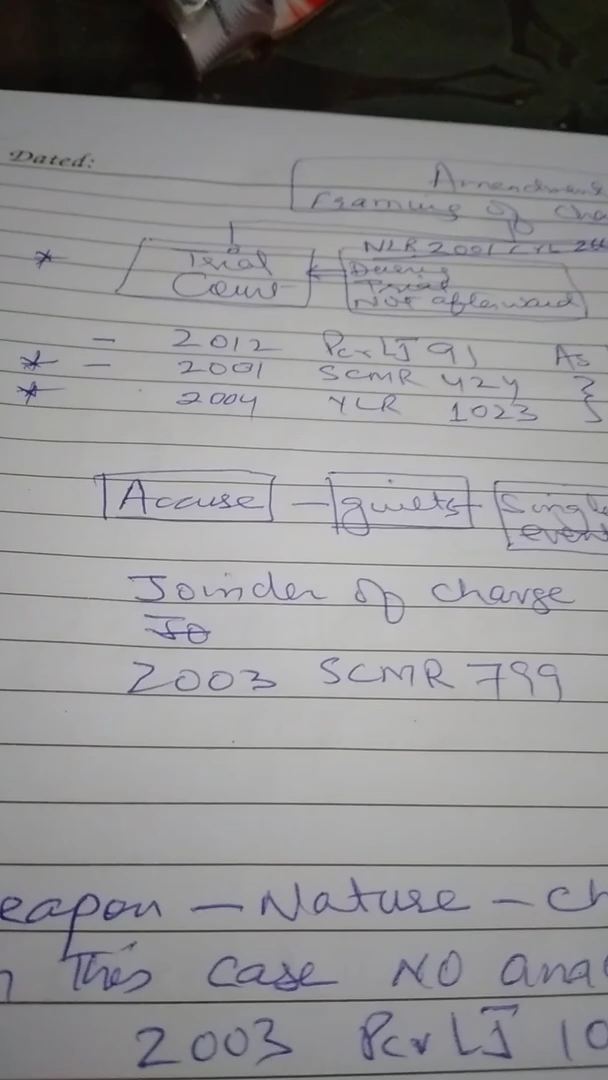 Dated:
Amendment
Framing of Cha
NLR 2001
* Trial During
Court Trial
Not afterward
- 2012 PCrLJ 91 As
* - 2001 SCMR 424
* 2004 YLR 1023
Accuse - guilts Single
event
Joinder of charge
To
2003 SCMR 799
eapon - Nature - Ch
This case NO ana
2003 PCrLJ 10